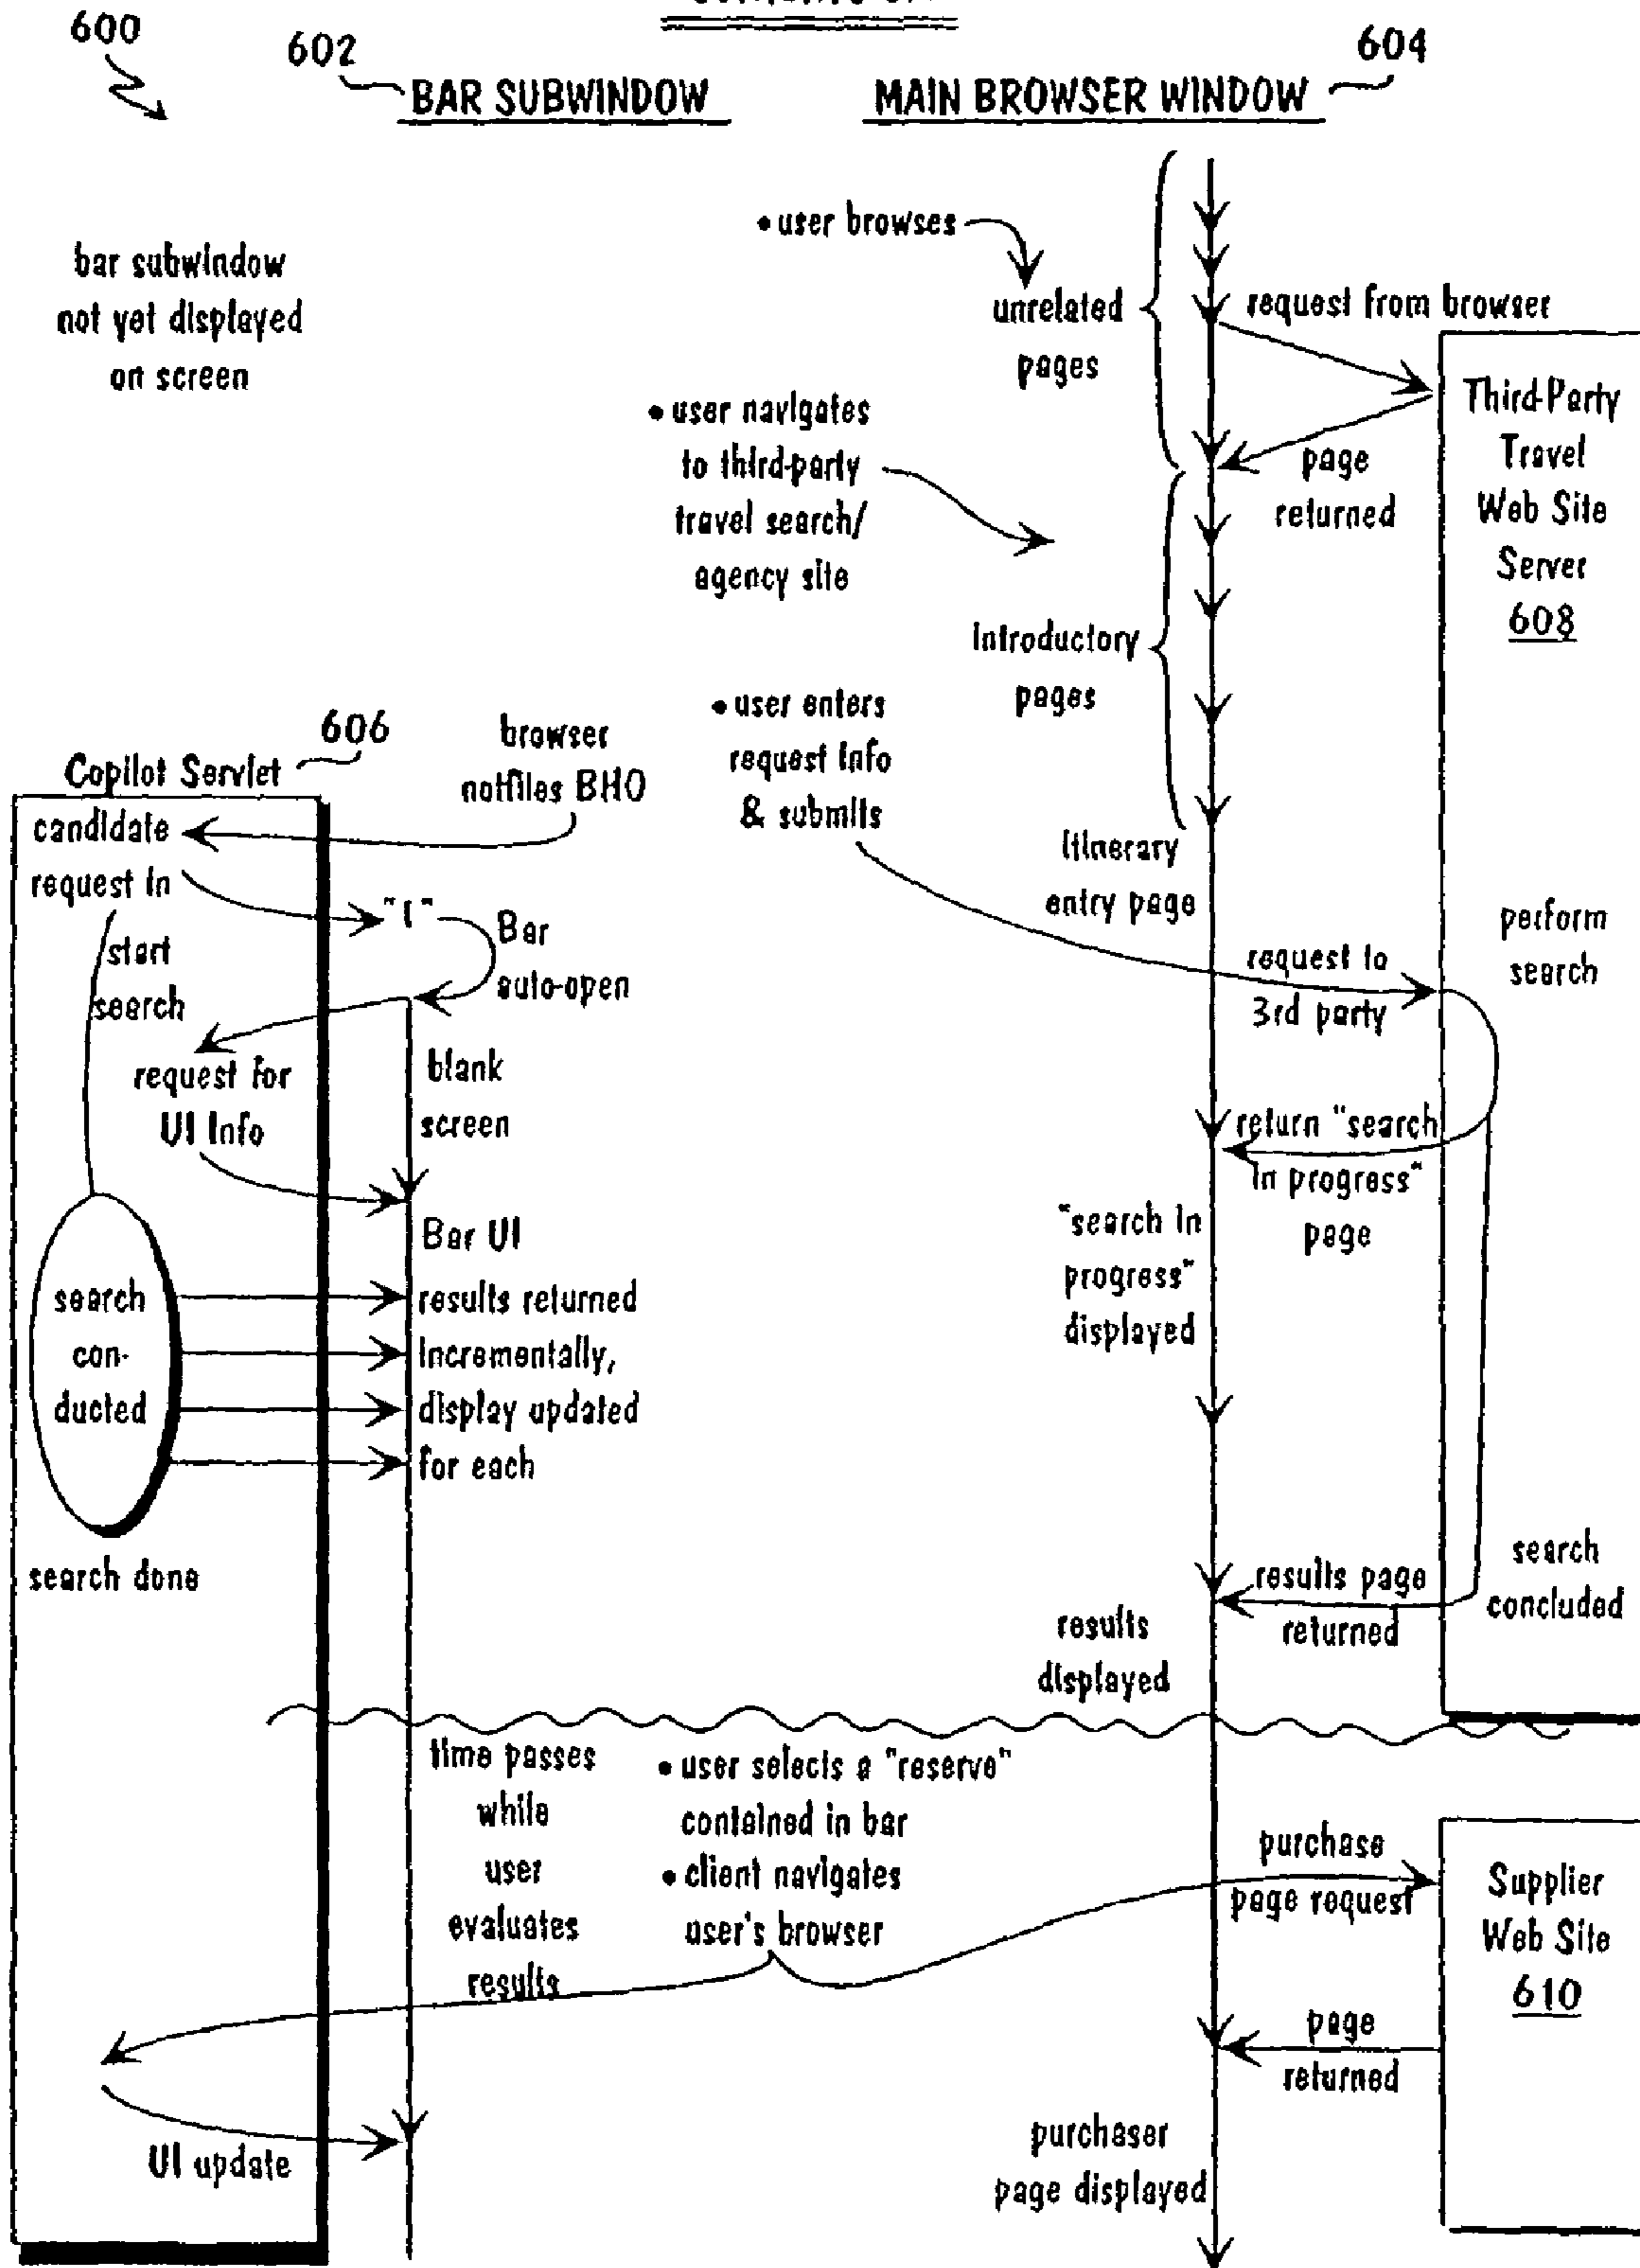 600
602
604
BAR SUBWINDOW
MAIN BROWSER WINDOW
bar subwindow
not yet displayed
on screen
• user browses
unrelated
pages
request from browser
page
returned
Third-Party
Travel
Web Site
Server
608
• user navigates
to third-party
travel search/
agency site
introductory
pages
• user enters
request info
& submits
itinerary
entry page
606
Copilot Servlet
browser
notifies BHO
candidate
request in
"1"
Bar
auto-open
start
search
request for
UI info
blank
screen
request to
3rd party
perform
search
return "search
in progress"
page
"search in
progress"
displayed
Bar UI
search
con-
ducted
results returned
incrementally,
display updated
for each
search done
results page
returned
search
concluded
results
displayed
time passes
while
user
evaluates
results
• user selects a "reserve"
contained in bar
• client navigates
user's browser
purchase
page request
Supplier
Web Site
610
page
returned
UI update
purchaser
page displayed